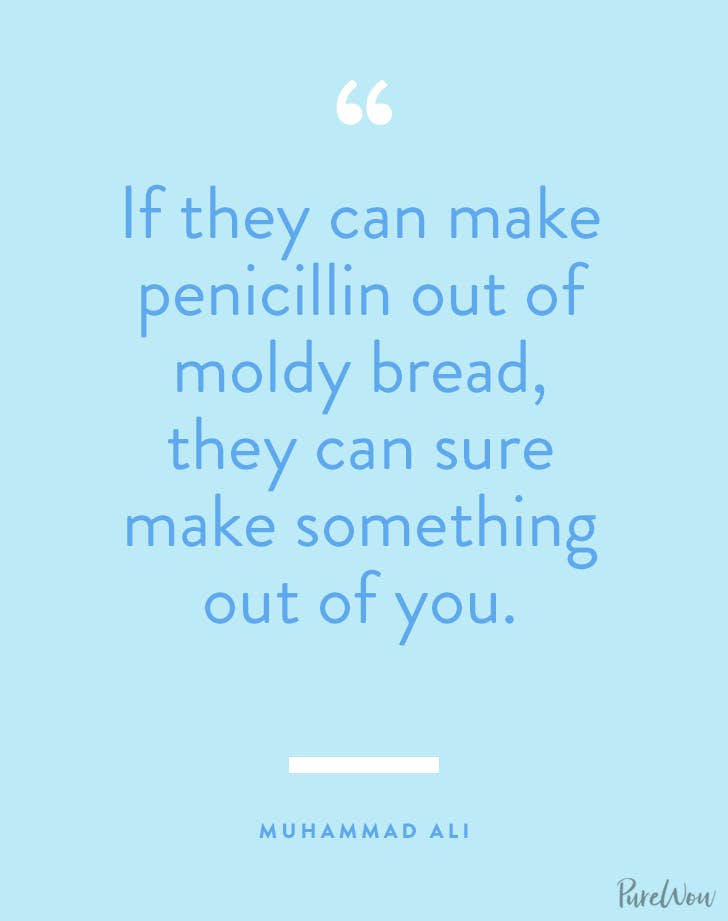 “
If they can make
penicillin out of
moldy bread,
they can sure
make something
out of you.
MUHAMMAD ALI
PureWow